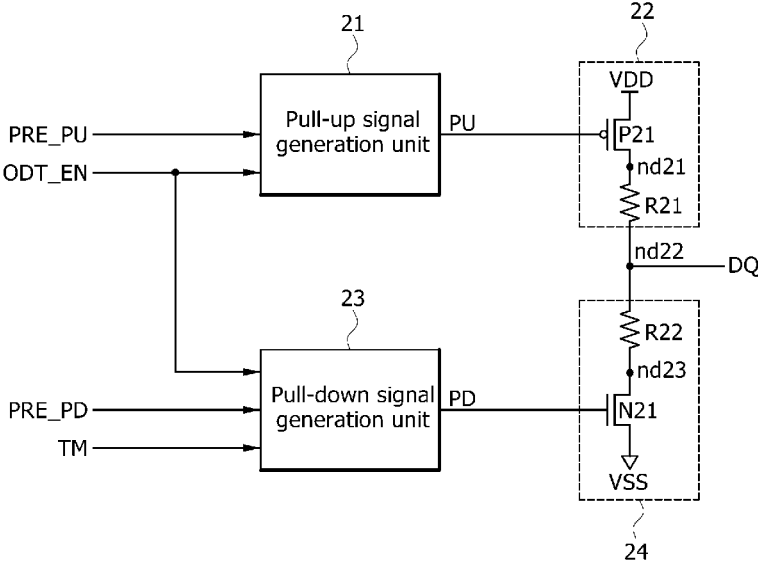 21
22
VDD
PRE_PU
Pull-up signal
generation unit
PU
P21
ODT_EN
nd21
R21
nd22
DQ
23
R22
nd23
PRE_PD
Pull-down signal
generation unit
PD
N21
TM
VSS
24